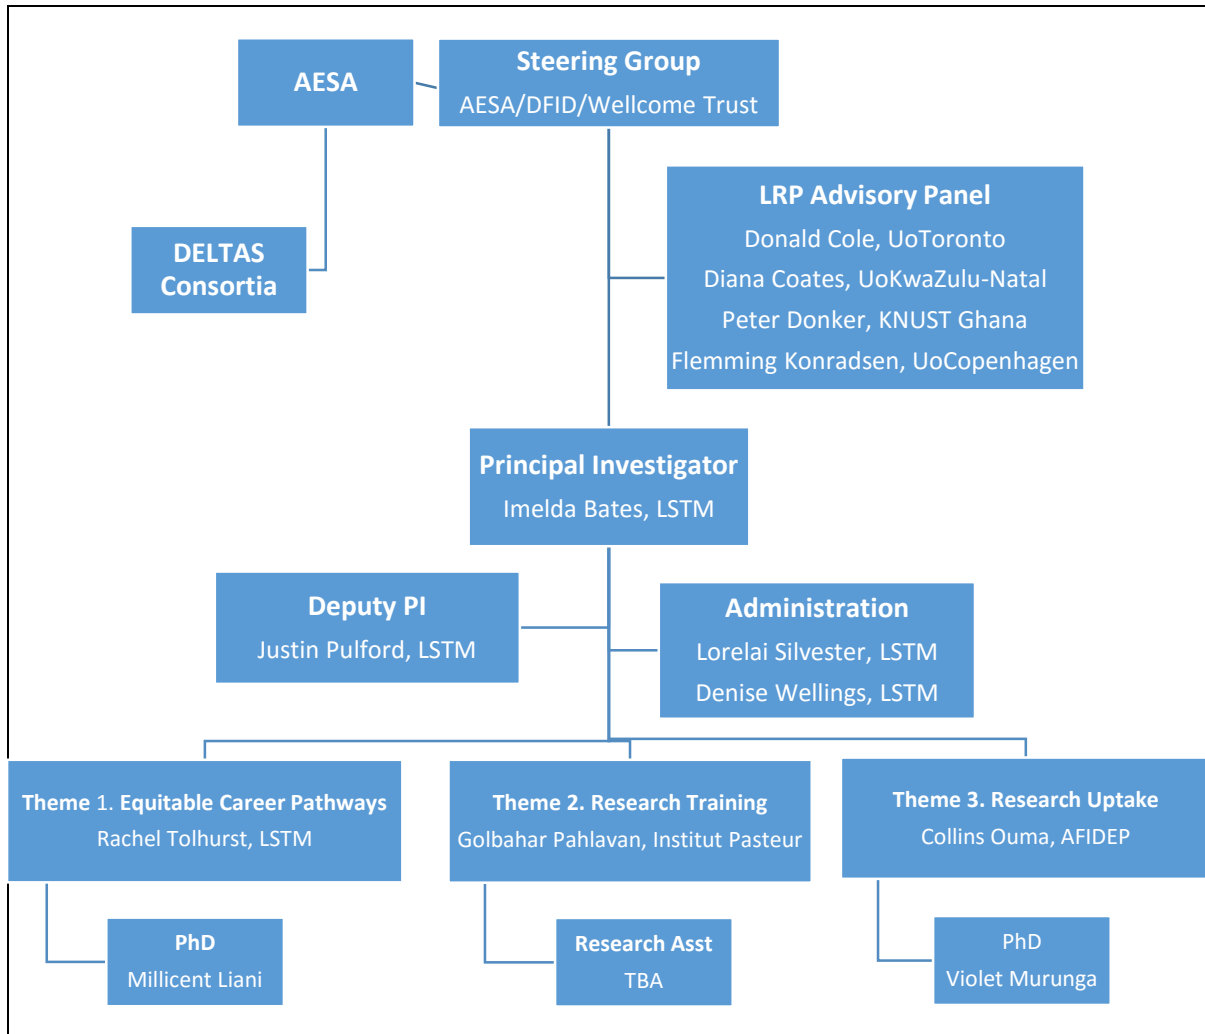 AESA
Steering Group
AESA/DFID/Wellcome Trust
DELTAS
Consortia
LRP Advisory Panel
Donald Cole, UoToronto
Diana Coates, UoKwaZulu-Natal
Peter Donker, KNUST Ghana
Flemming Konradsen, UoCopenhagen
Principal Investigator
Imelda Bates, LSTM
Deputy PI
Justin Pulford, LSTM
Administration
Lorelai Silvester, LSTM
Denise Wellings, LSTM
Theme 1. Equitable Career Pathways
Rachel Tolhurst, LSTM
Theme 2. Research Training
Golbahar Pahlavan, Institut Pasteur
Theme 3. Research Uptake
Collins Ouma, AFIDEP
PhD
Millicent Liani
Research Asst
TBA
PhD
Violet Murunga